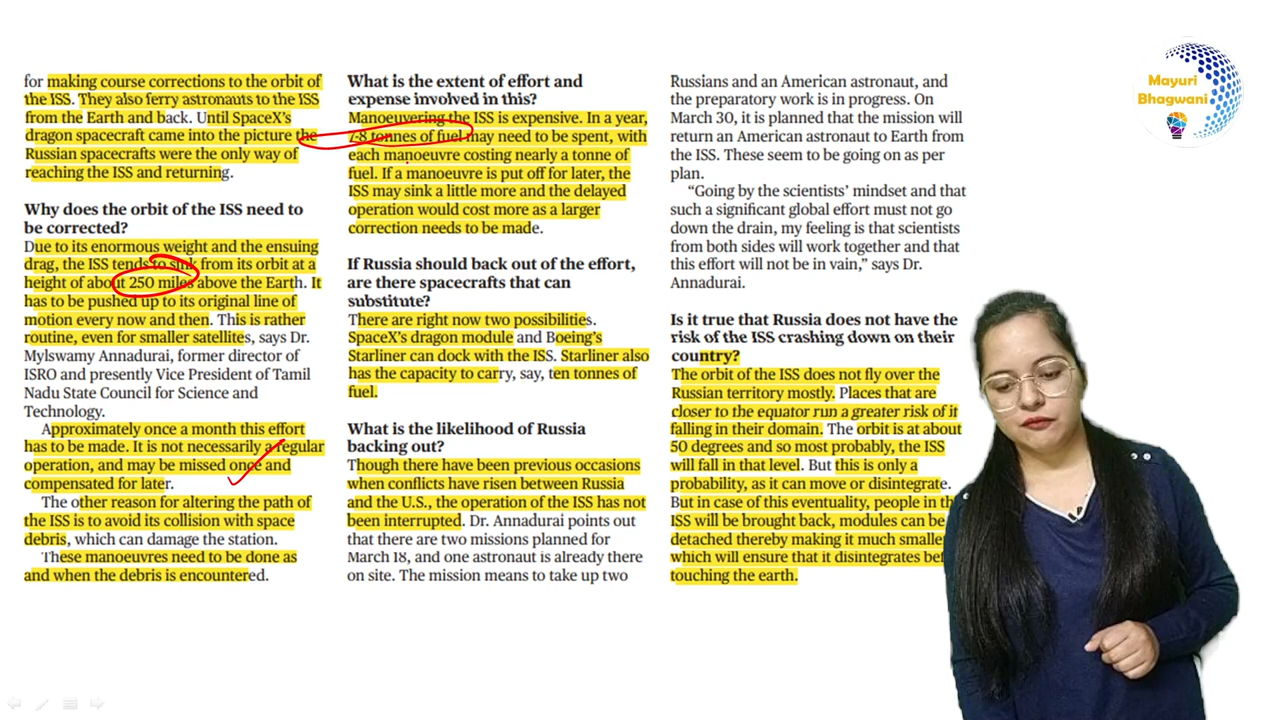 for making course corrections to the orbit of
the ISS. They also ferry astronauts to the ISS
from the Earth and back. Until SpaceX’s
dragon spacecraft came into the picture the
Russian spacecrafts were the only way of
reaching the ISS and returning.
Why does the orbit of the ISS need to
be corrected?
Due to its enormous weight and the ensuing
drag, the ISS tends to sink from its orbit at a
height of about 250 miles above the Earth. It
has to be pushed up to its original line of
motion every now and then. This is rather
routine, even for smaller satellites, says Dr.
Mylswamy Annadurai, former director of
ISRO and presently Vice President of Tamil
Nadu State Council for Science and
Technology.
Approximately once a month this effort
has to be made. It is not necessarily a regular
operation, and may be missed once and
compensated for later.
The other reason for altering the path of
the ISS is to avoid its collision with space
debris, which can damage the station.
These manoeuvres need to be done as
and when the debris is encountered.
What is the extent of effort and
expense involved in this?
Manoeuvering the ISS is expensive. In a year,
7-8 tonnes of fuel may need to be spent, with
each manoeuvre costing nearly a tonne of
fuel. If a manoeuvre is put off for later, the
ISS may sink a little more and the delayed
operation would cost more as a larger
correction needs to be made.
If Russia should back out of the effort,
are there spacecrafts that can
substitute?
There are right now two possibilities.
SpaceX’s dragon module and Boeing’s
Starliner can dock with the ISS. Starliner also
has the capacity to carry, say, ten tonnes of
fuel.
What is the likelihood of Russia
backing out?
Though there have been previous occasions
when conflicts have risen between Russia
and the U.S., the operation of the ISS has not
been interrupted. Dr. Annadurai points out
that there are two missions planned for
March 18, and one astronaut is already there
on site. The mission means to take up two
Russians and an American astronaut, and
the preparatory work is in progress. On
March 30, it is planned that the mission will
return an American astronaut to Earth from
the ISS. These seem to be going on as per
plan.
“Going by the scientists’ mindset and that
such a significant global effort must not go
down the drain, my feeling is that scientists
from both sides will work together and that
this effort will not be in vain,” says Dr.
Annadurai.
Is it true that Russia does not have the
risk of the ISS crashing down on their
country?
The orbit of the ISS does not fly over the
Russian territory mostly. Places that are
closer to the equator run a greater risk of it
falling in their domain. The orbit is at about
50 degrees and so most probably, the ISS
will fall in that level. But this is only a
probability, as it can move or disintegrate.
But in case of this eventuality, people in the
ISS will be brought back, modules can be
detached thereby making it much smaller
which will ensure that it disintegrates
touching the earth.
Mayuri
Bhagwani